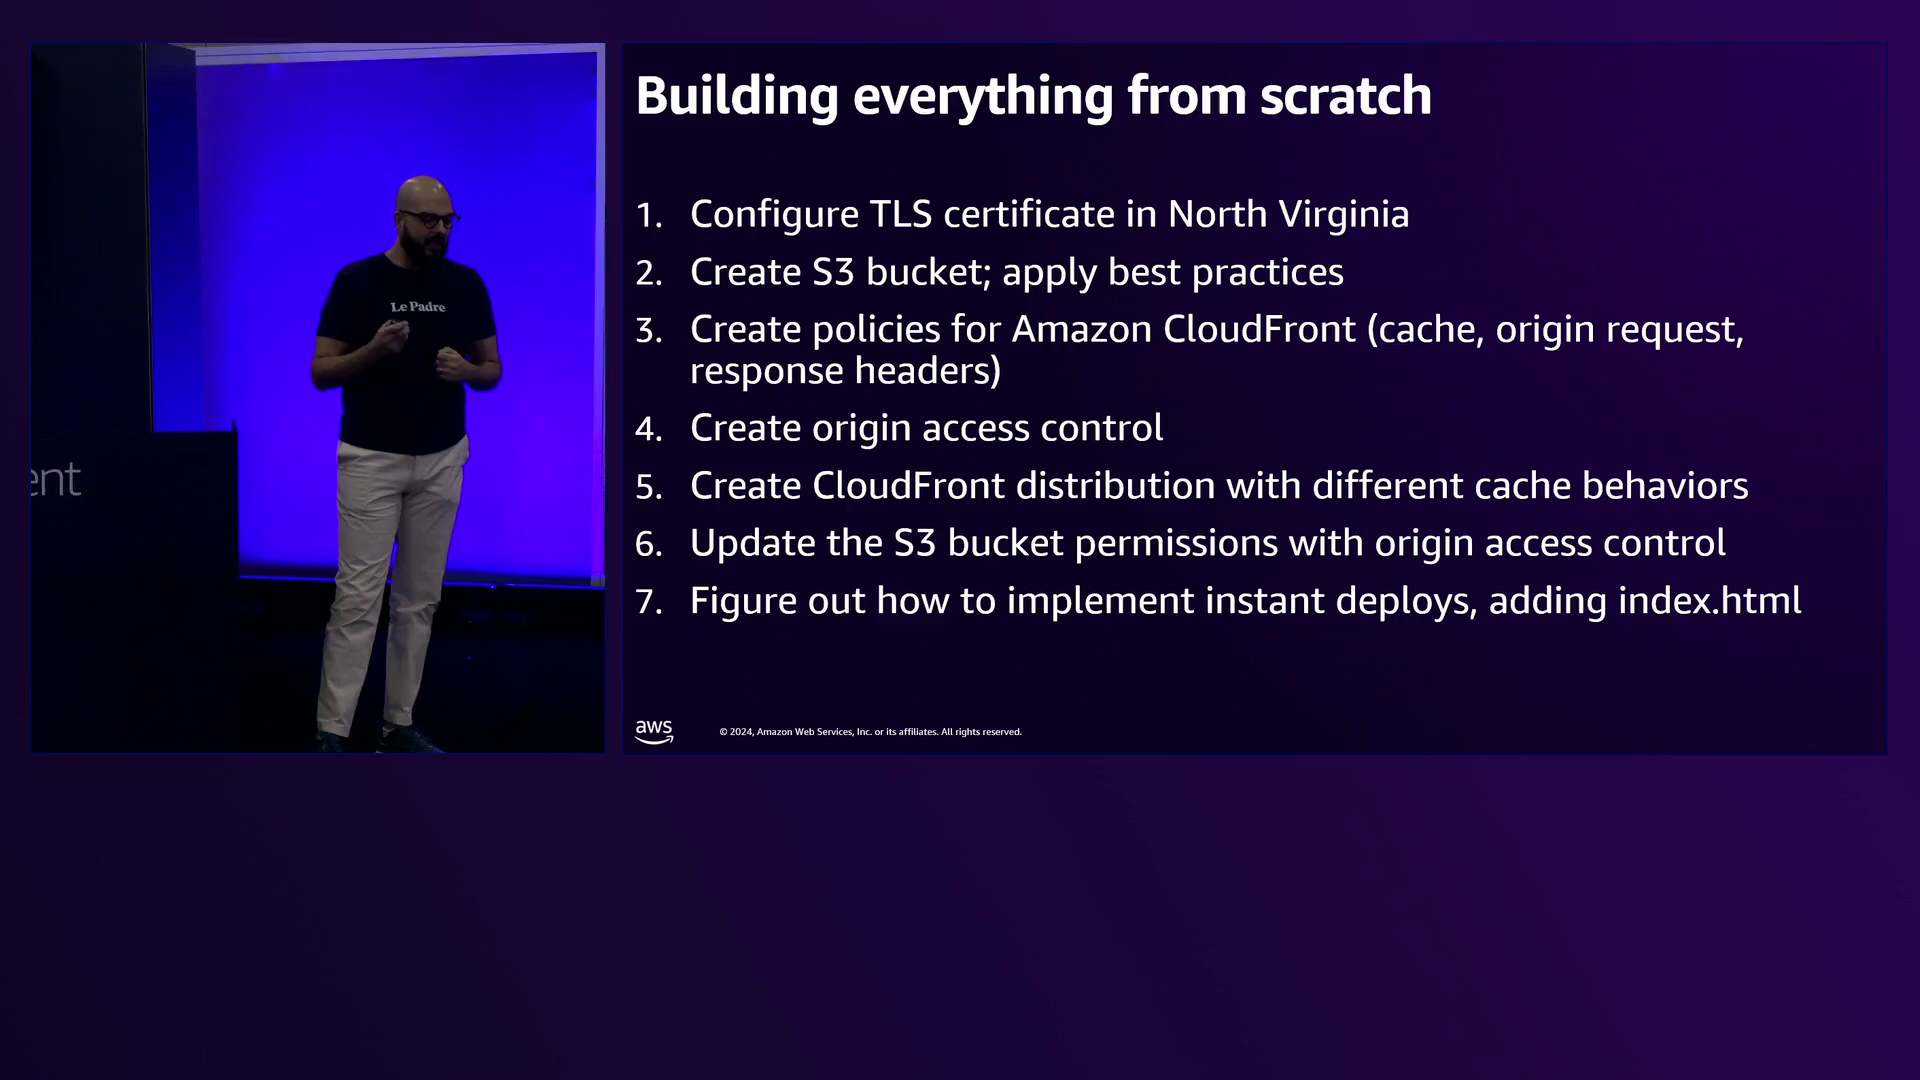 Le Padre
ent
Building everything from scratch
1. Configure TLS certificate in North Virginia
2. Create S3 bucket; apply best practices
3. Create policies for Amazon CloudFront (cache, origin request,
response headers)
4. Create origin access control
5. Create CloudFront distribution with different cache behaviors
6. Update the S3 bucket permissions with origin access control
7. Figure out how to implement instant deploys, adding index.html
aws
© 2024, Amazon Web Services, Inc. or its affiliates. All rights reserved.